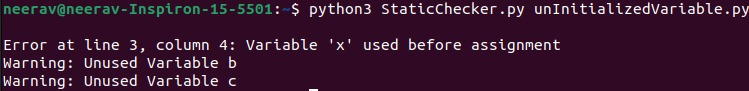 neerav@neerav-Inspiron-15-5501:~$ python3 StaticChecker.py unInitializedVariable.py
Error at line 3, column 4: Variable 'x' used before assignment
Warning: Unused Variable b
Warning: Unused Variable c